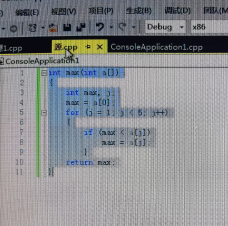 编辑(E) 视图(V) 项目(P) 生成(B) 调试(D) 团队(M)
Debug x86
源1.cpp 源.cpp ConsoleApplication1.cpp
ConsoleApplication1
1 int max(int a[])
2 {
3 int max, j;
4 max = a[0];
5 for (j = 1; j < 5; j++)
6 {
7 if (max < a[j])
8 max = a[j];
9 }
10 return max;
11 }